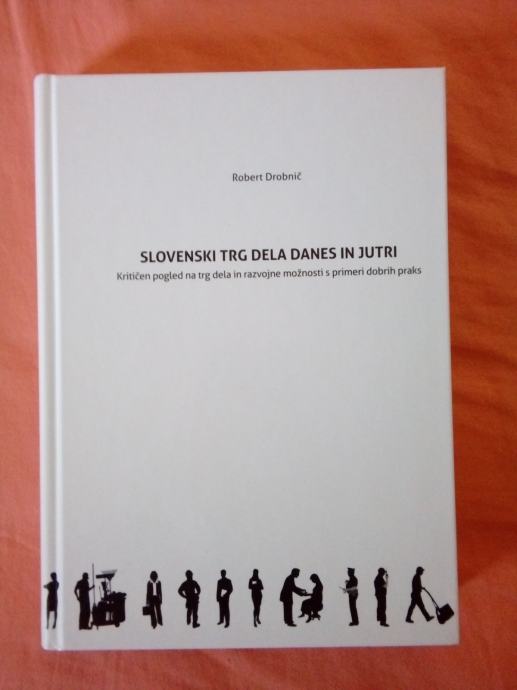 Robert Drobnič
SLOVENSKI TRG DELA DANES IN JUTRI
Kritičen pogled na trg dela in razvojne možnosti s primeri dobrih praks